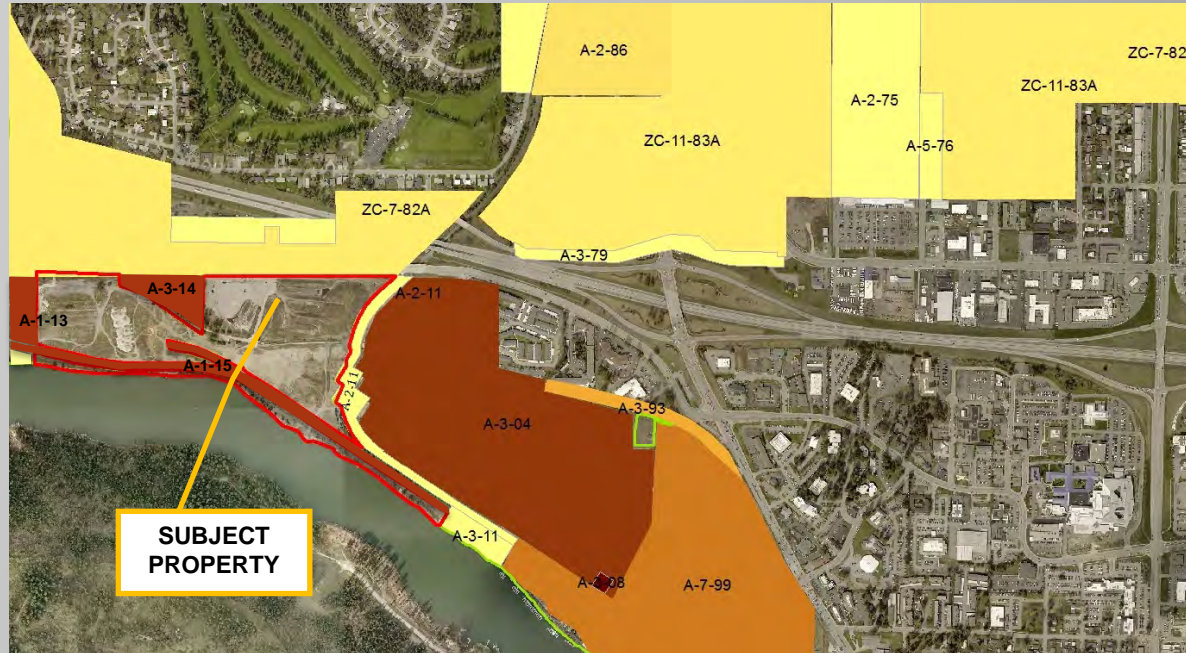 A-2-86
ZC-7-82
ZC-11-83A
A-2-75
ZC-11-83A
A-5-76
ZC-7-82A
A-3-79
A-3-14
A-2-11
A-1-13
A-1-15
A-2-11
A-3-93
A-3-04
SUBJECT
PROPERTY
A-3-11
A-7-99